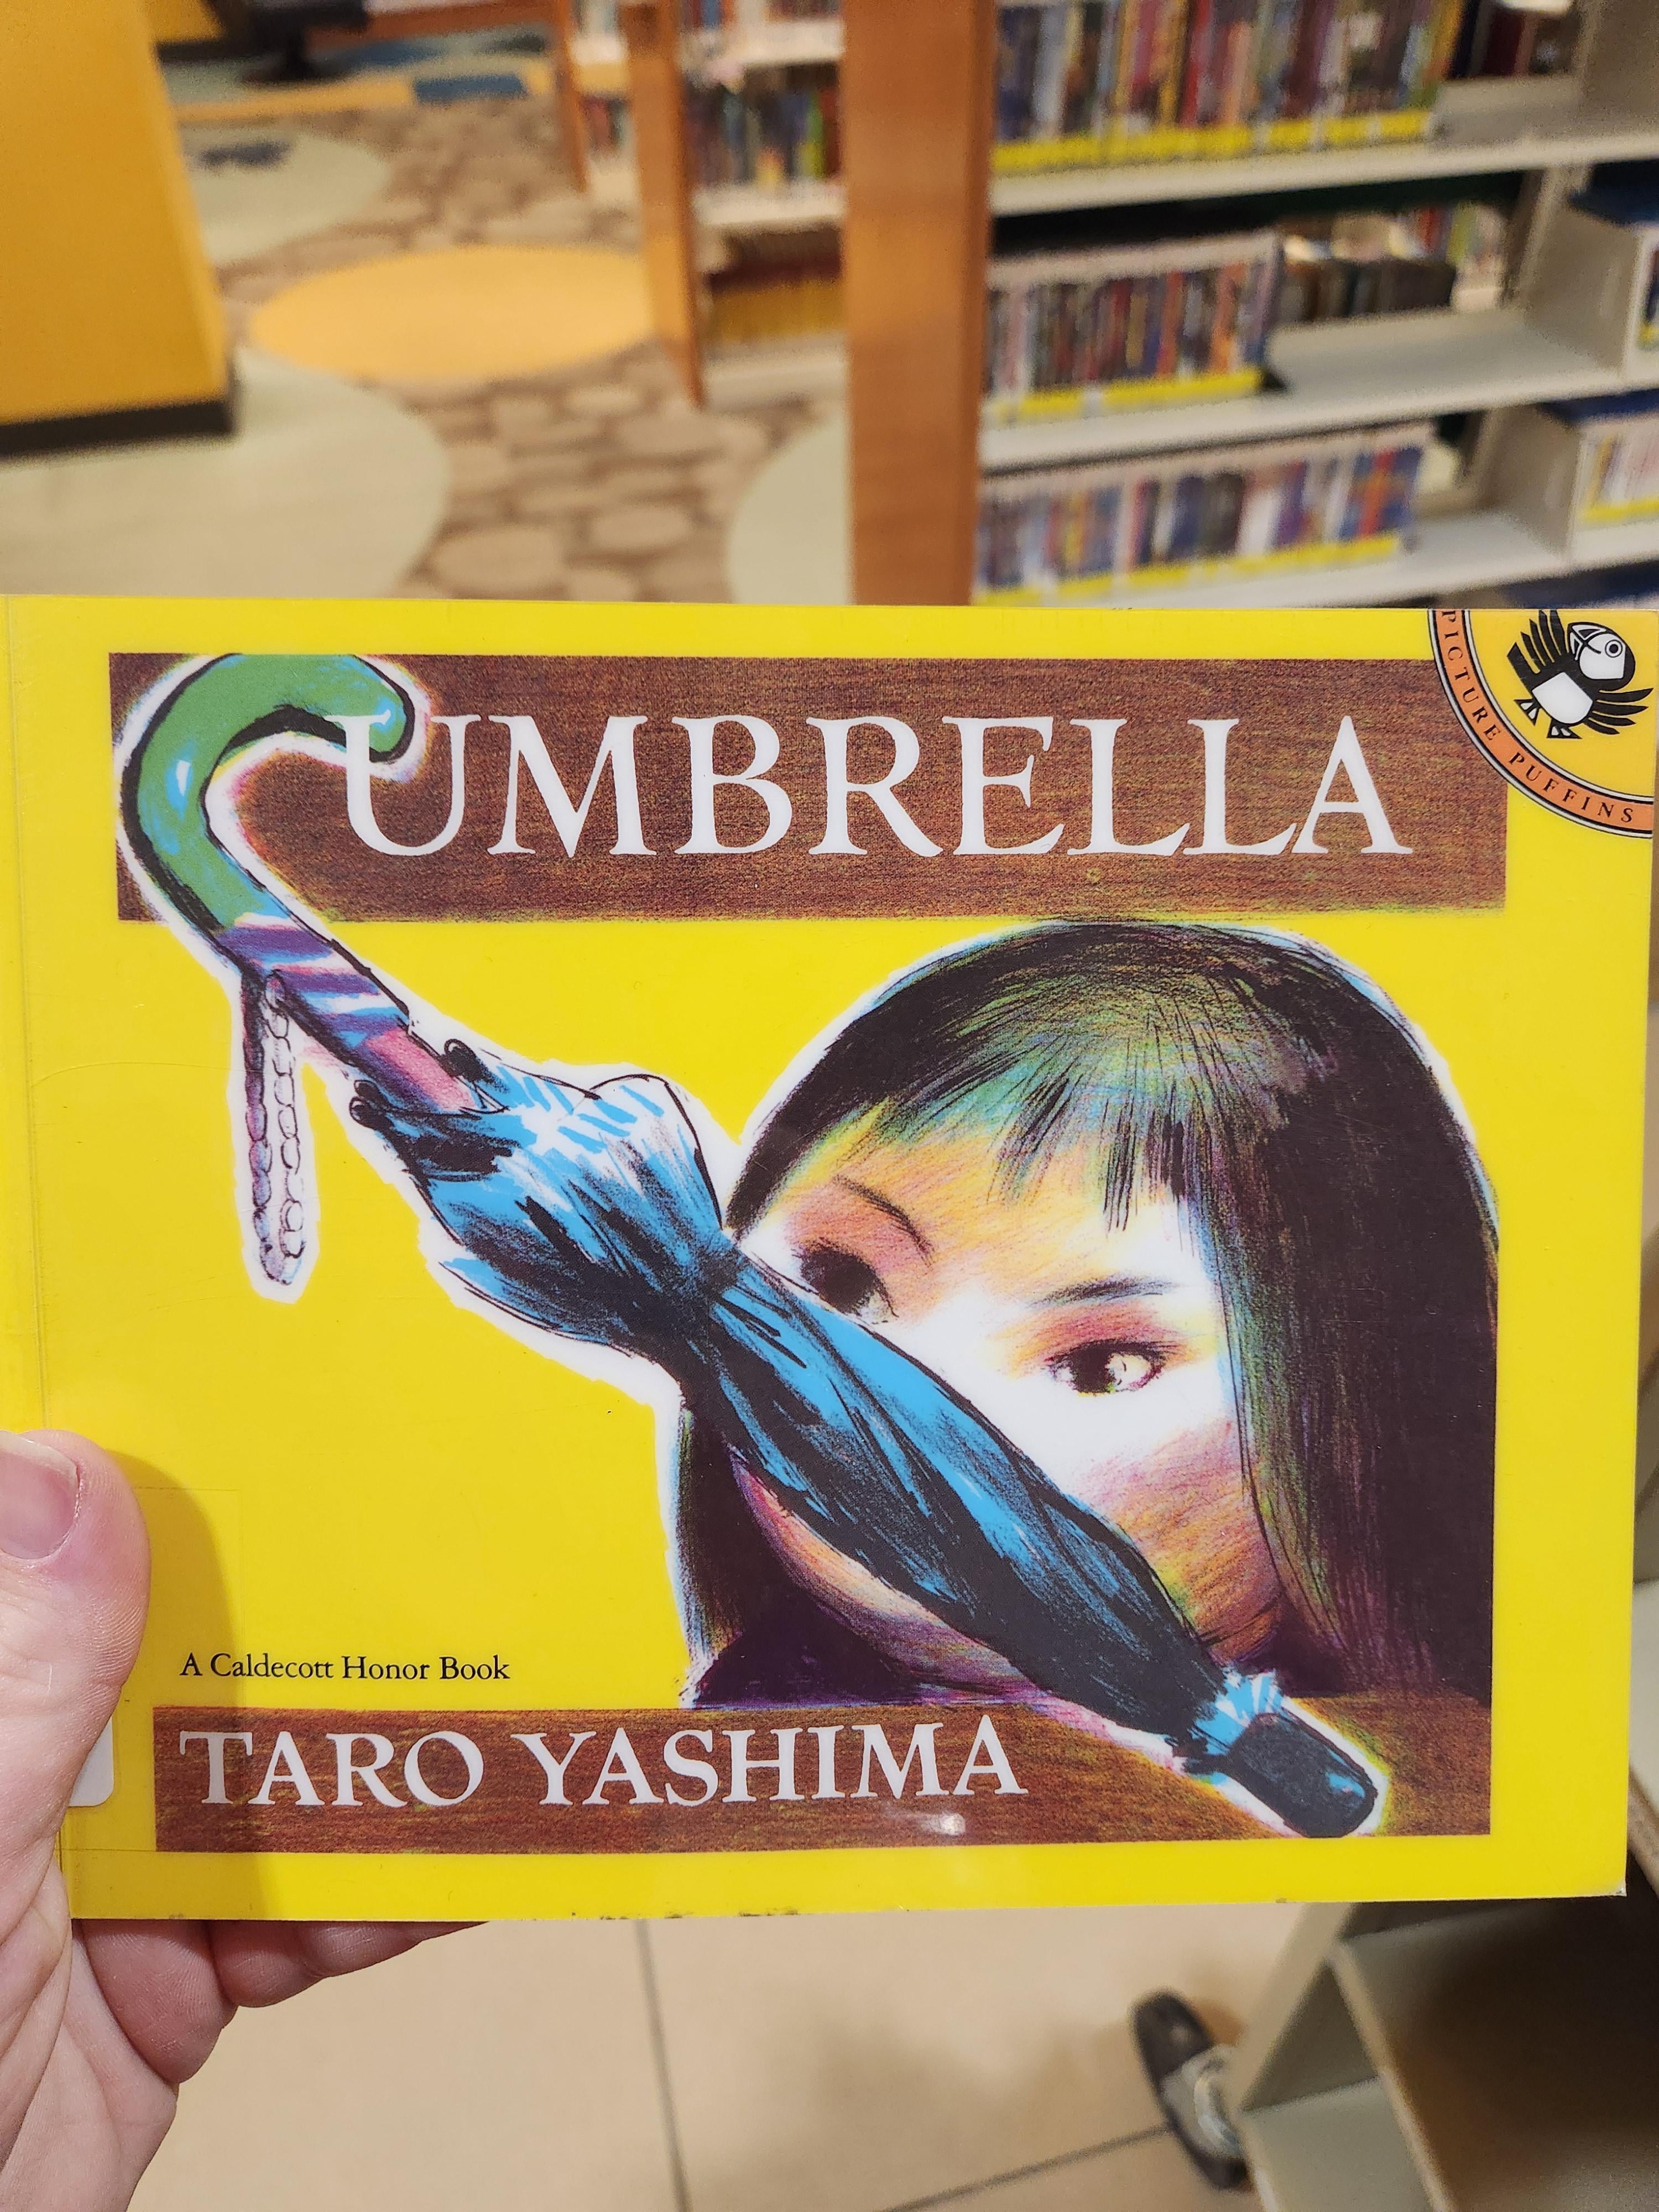 UMBRELLA
PICTURE PUFFINS
A Caldecott Honor Book
TARO YASHIMA